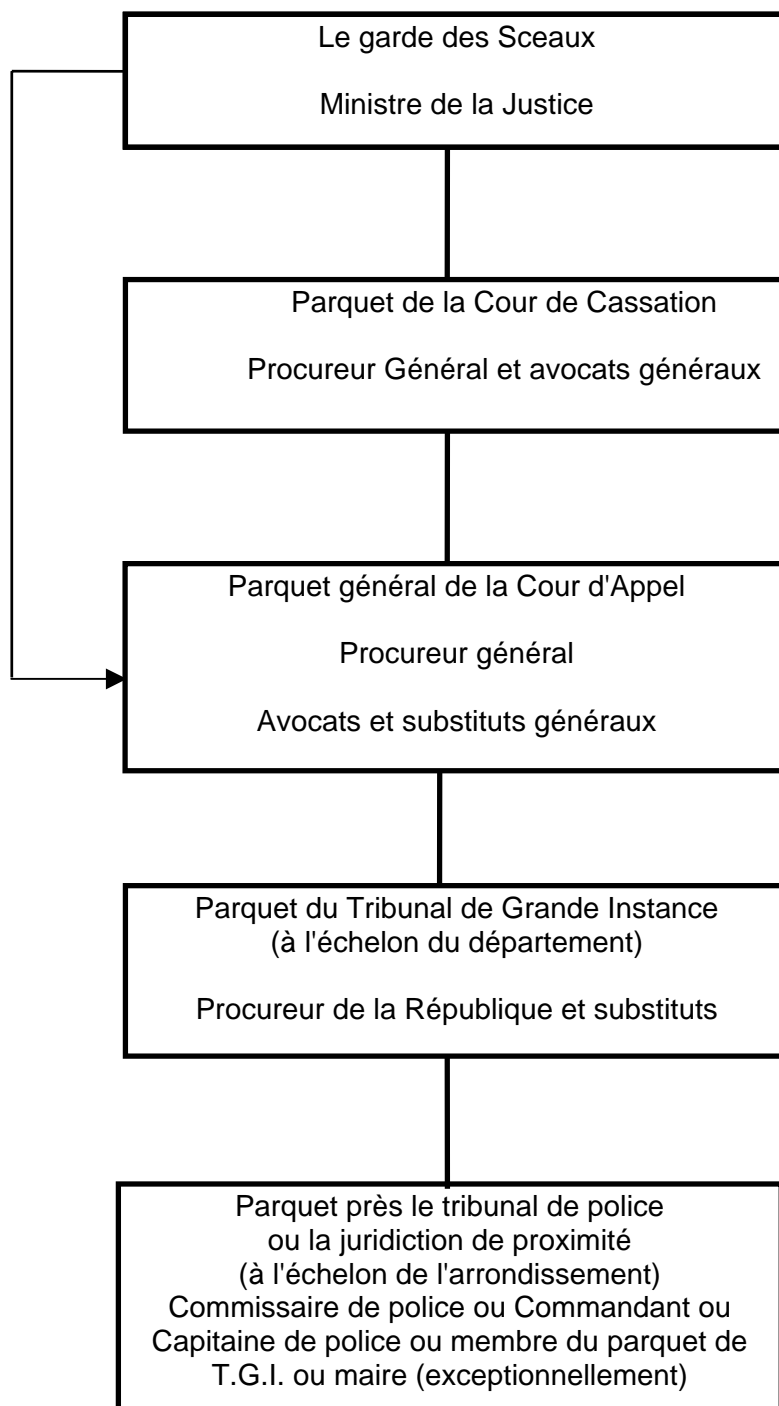 Le garde des Sceaux
Ministre de la Justice
Parquet de la Cour de Cassation
Procureur Général et avocats généraux
Parquet général de la Cour d'Appel
Procureur général
Avocats et substituts généraux
Parquet du Tribunal de Grande Instance
(à l'échelon du département)
Procureur de la République et substituts
Parquet près le tribunal de police
ou la juridiction de proximité
(à l'échelon de l'arrondissement)
Commissaire de police ou Commandant ou
Capitaine de police ou membre du parquet de
T.G.I. ou maire (exceptionnellement)